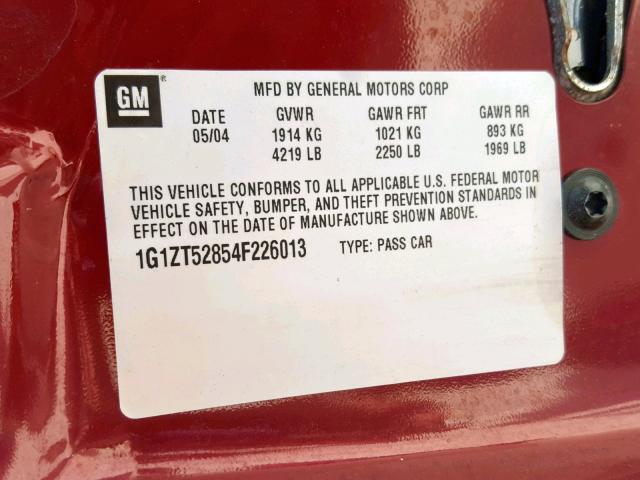 GM ®
MFD BY GENERAL MOTORS CORP
DATE GVWR GAWR FRT GAWR RR
05/04 1914 KG 1021 KG 893 KG
4219 LB 2250 LB 1969 LB
THIS VEHICLE CONFORMS TO ALL APPLICABLE U.S. FEDERAL MOTOR
VEHICLE SAFETY, BUMPER, AND THEFT PREVENTION STANDARDS IN
EFFECT ON THE DATE OF MANUFACTURE SHOWN ABOVE.
1G1ZT52854F226013 TYPE: PASS CAR